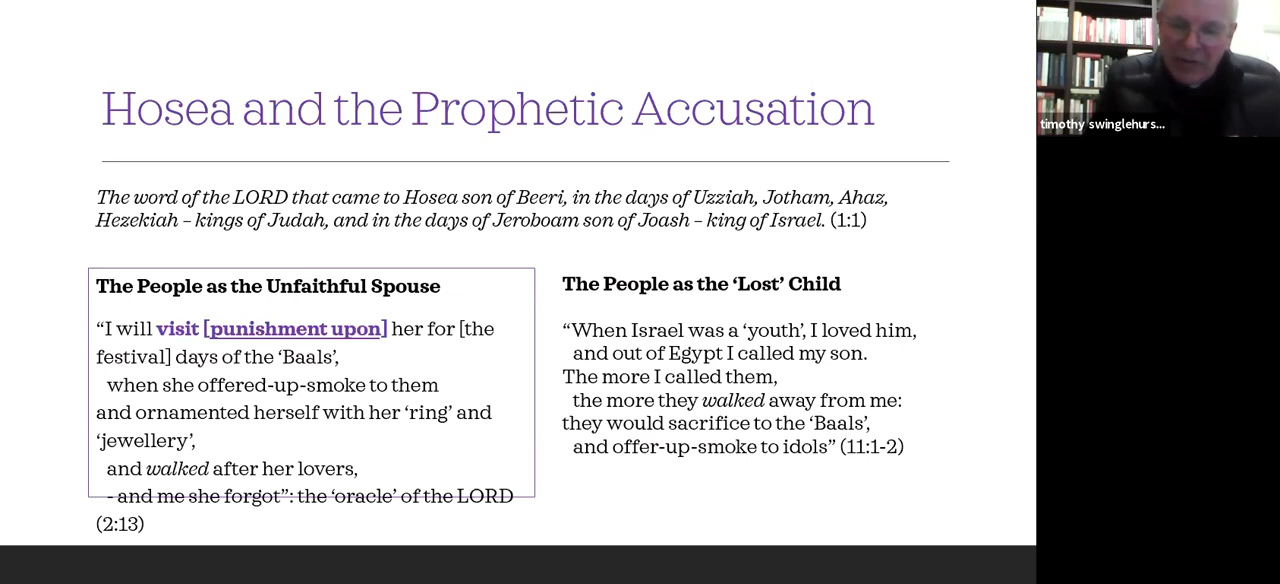 Hosea and the Prophetic Accusation
The word of the LORD that came to Hosea son of Beeri, in the days of Uzziah, Jotham, Ahaz,
Hezekiah – kings of Judah, and in the days of Jeroboam son of Joash – king of Israel. (1:1)
The People as the Unfaithful Spouse
“I will visit [punishment upon] her for [the
festival] days of the ‘Baals’,
when she offered-up-smoke to them
and ornamented herself with her ‘ring’ and
‘jewellery’,
and walked after her lovers,
- and me she forgot”: the ‘oracle’ of the LORD
(2:13)
The People as the ‘Lost’ Child
“When Israel was a ‘youth’, I loved him,
and out of Egypt I called my son.
The more I called them,
the more they walked away from me:
they would sacrifice to the ‘Baals’,
and offer-up-smoke to idols” (11:1-2)
timothy swinglehurs...